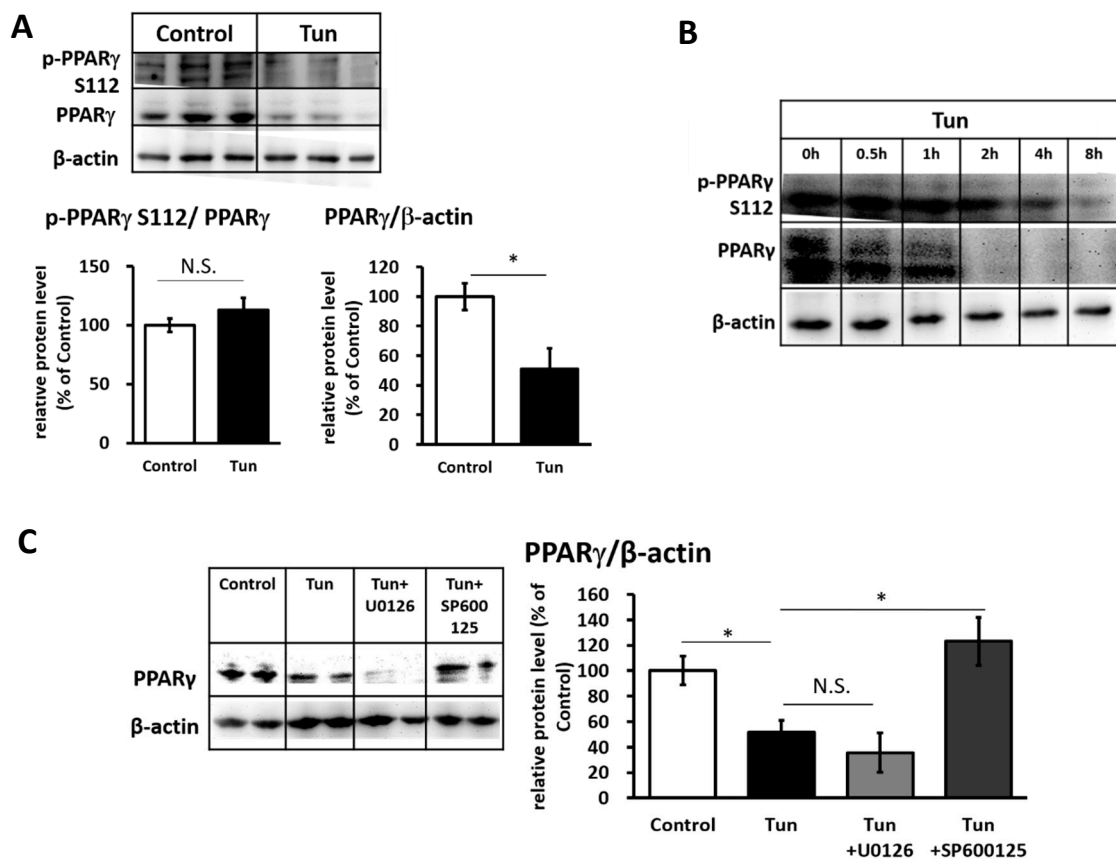 A
Control Tun
p-PPARγ
S112
PPARγ
β-actin
p-PPARγ S112/ PPARγ
relative protein level
(% of Control)
150
100
50
0
N.S.
Control Tun
PPARγ/β-actin
relative protein level
(% of Control)
120
100
80
60
40
20
0
*
Control Tun
B
Tun
0h 0.5h 1h 2h 4h 8h
p-PPARγ
S112
PPARγ
β-actin
C
Control Tun Tun+ Tun+
U0126 SP600
125
PPARγ
β-actin
PPARγ/β-actin
relative protein level (% of
Control)
160
140
120
100
80
60
40
20
0
*
N.S.
*
Control Tun Tun Tun
+U0126 +SP600125